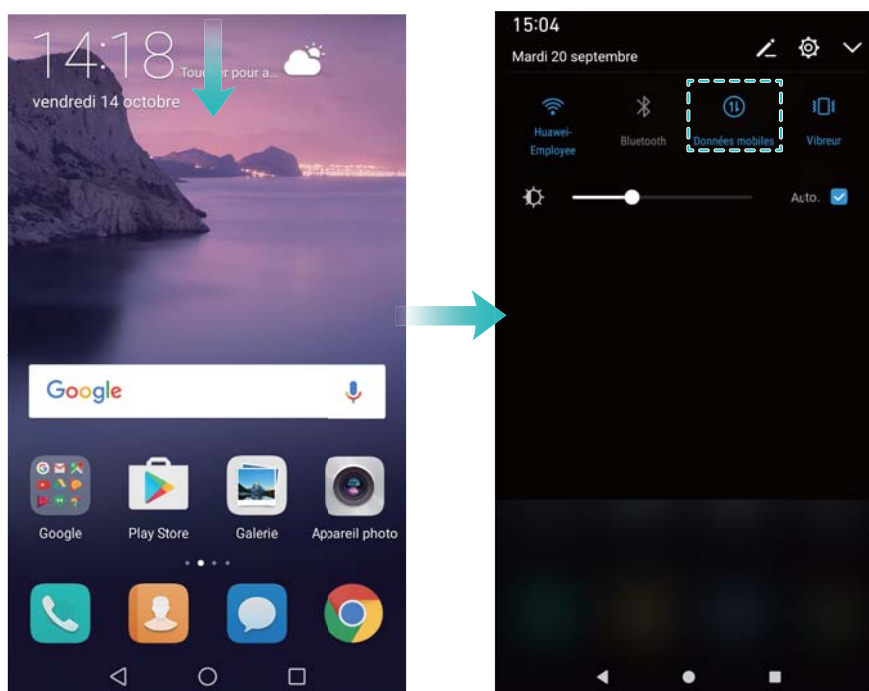 14:18
Toucher pour a...
vendredi 14 octobre
Google
Google
Play Store
Galerie
Appareil photo
15:04
Mardi 20 septembre
Huawei-
Employee
Bluetooth
Données mobiles
Vibreur
Auto.